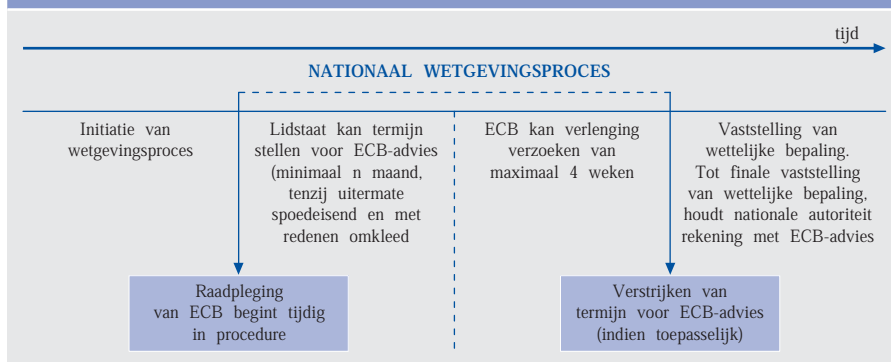 tijd
NATIONAAL WETGEVINGSPROCES
Initiatie van
wetgevingsproces
Lidstaat kan termijn
stellen voor ECB-advies
(minimaal n maand,
tenzij uitermate
spoedeisend en met
redenen omkleed
ECB kan verlenging
verzoeken van
maximaal 4 weken
Vaststelling van
wettelijke bepaling.
Tot finale vaststelling
van wettelijke bepaling,
houdt nationale autoriteit
rekening met ECB-advies
Raadpleging
van ECB begint tijdig
in procedure
Verstrijken van
termijn voor ECB-advies
(indien toepasselijk)